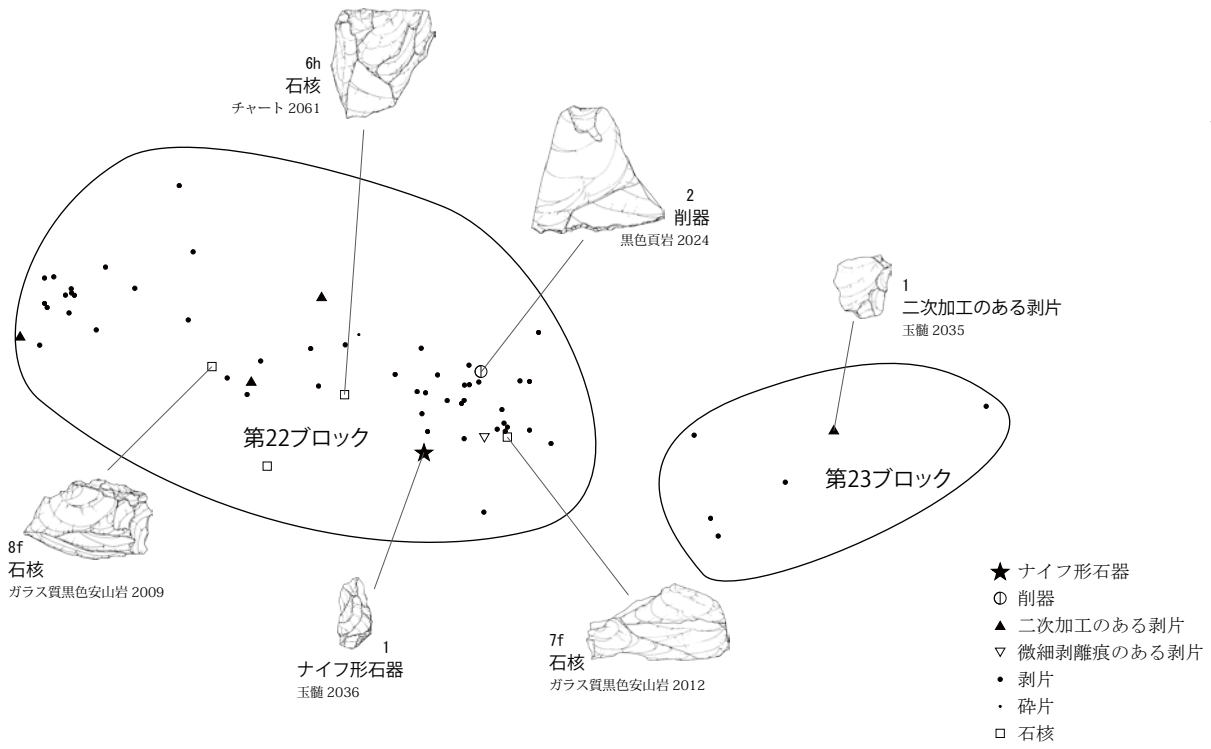 6h
石核
チャート 2061
2
削器
黒色頁岩 2024
1
二次加工のある剥片
玉髄 2035
第22ブロック
第23ブロック
8f
石核
ガラス質黒色安山岩 2009
1
ナイフ形石器
玉髄 2036
7f
石核
ガラス質黒色安山岩 2012
ナイフ形石器
削器
二次加工のある剥片
微細剥離痕のある剥片
剥片
砕片
石核